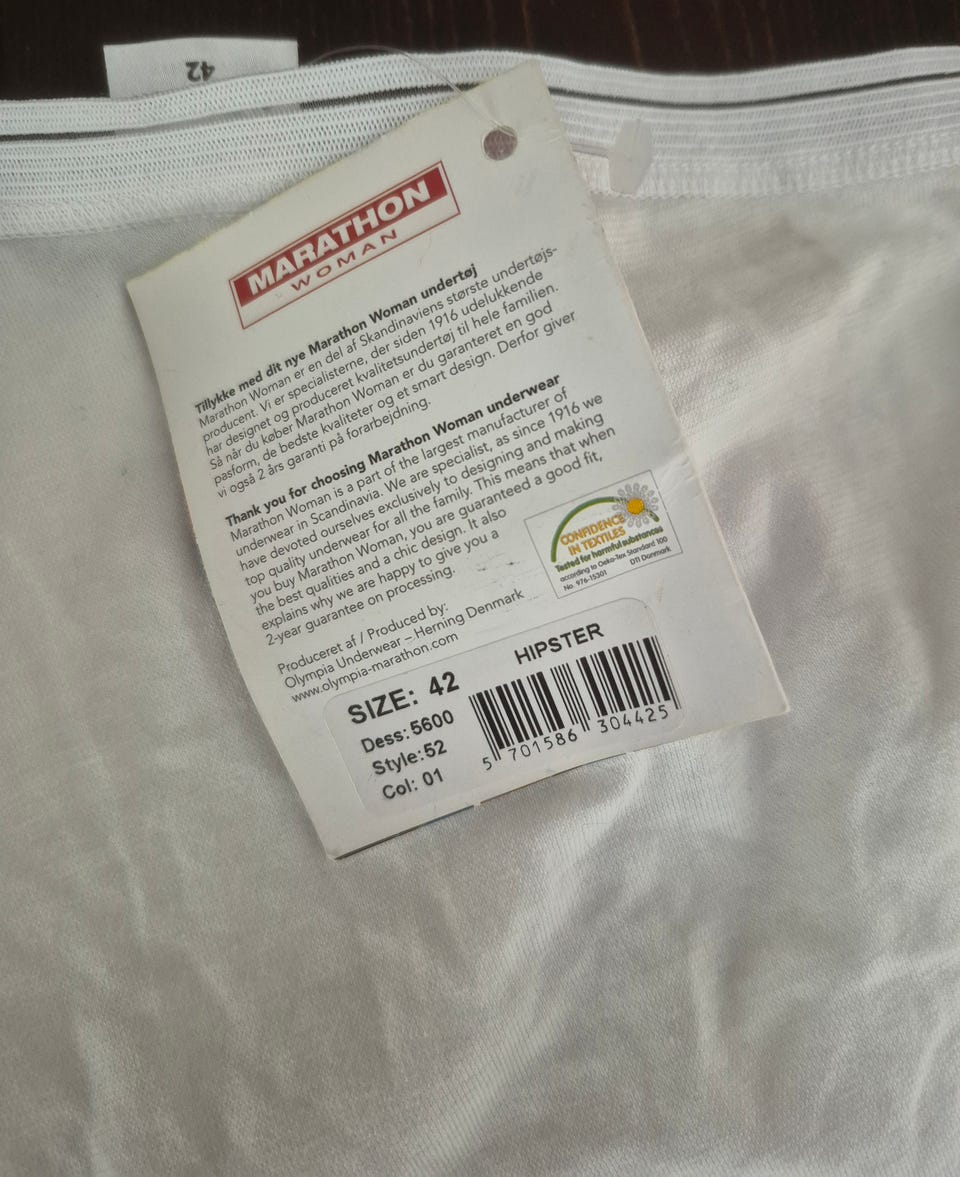 42
MARATHON
WOMAN
Tillykke med dit nye Marathon Woman undertøj
Marathon Woman er en del af Skandinaviens største undertøjs-
producent. Vi er specialisterne, der siden 1916 udelukkende
har designet og produceret kvalitetsundertøj til hele familien.
Så når du køber Marathon Woman er du garanteret en god
pasform, de bedste kvaliteter og et smart design. Derfor giver
vi også 2 års garanti på forarbejdning.
Thank you for choosing Marathon Woman underwear
Marathon Woman is a part of the largest manufacturer of
underwear in Scandinavia. We are specialist, as since 1916 we
have devoted ourselves exclusively to designing and making
top quality underwear for all the family. This means that when
you buy Marathon Woman, you are guaranteed a good fit,
the best qualities and a chic design. It also
explains why we are happy to give you a
2-year guarantee on processing.
CONFIDENCE
IN TEXTILES
Tested for harmful substances
according to Oeko-Tex Standard 100
No 976-15301 DTI Danmark
Produceret af / Produced by:
Olympia Underwear – Herning Denmark
www.olympia-marathon.com
HIPSTER
SIZE: 42
Dess: 5600
Style: 52
Col: 01
5 701586 304425